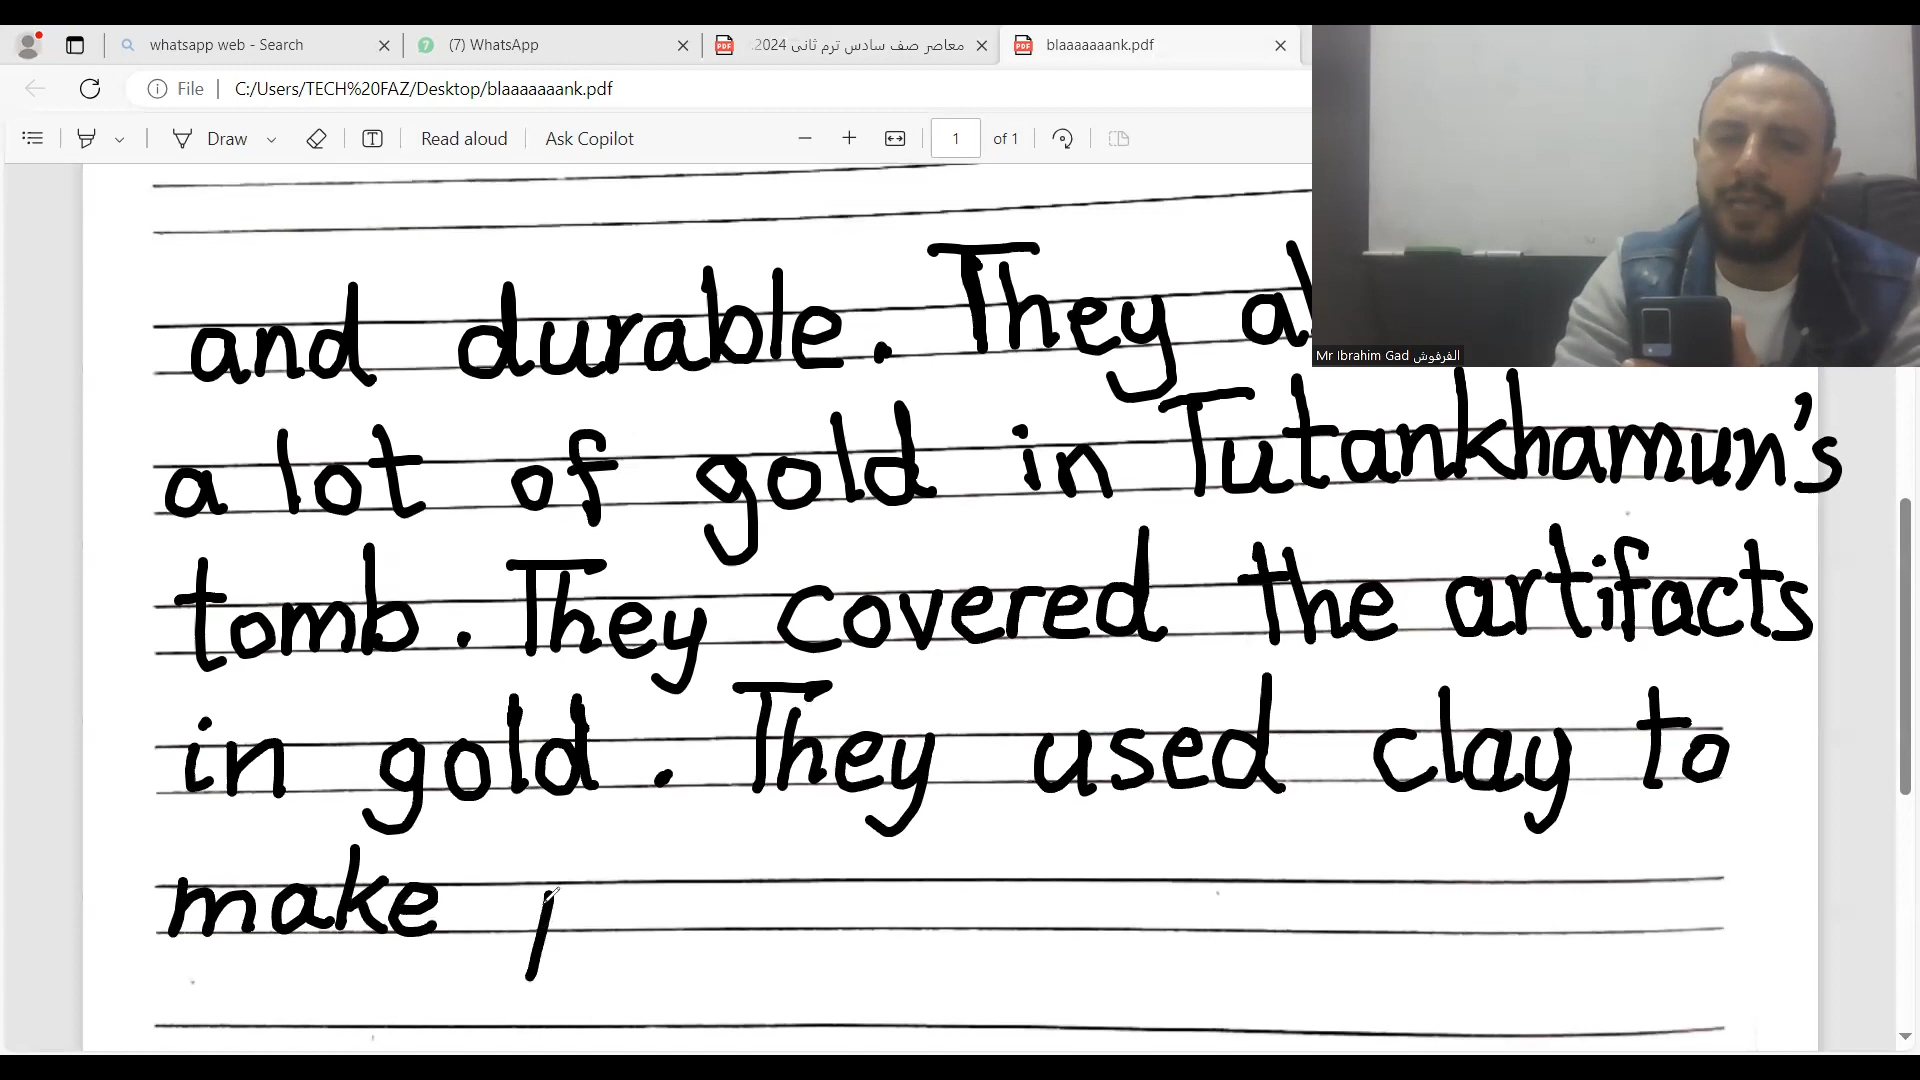 whatsapp web - Search
(7) WhatsApp
معاصر صف سادس ترم ثانى 2024
blaaaaaaank.pdf
File
C:/Users/TECH%20FAZ/Desktop/blaaaaaaank.pdf
Draw
Read aloud
Ask Copilot
1 of 1
Mr Ibrahim Gad الفرفوش
and durable. They al
a lot of gold in Tutankhamun's
tomb. They covered the artifacts
in gold. They used clay to
make